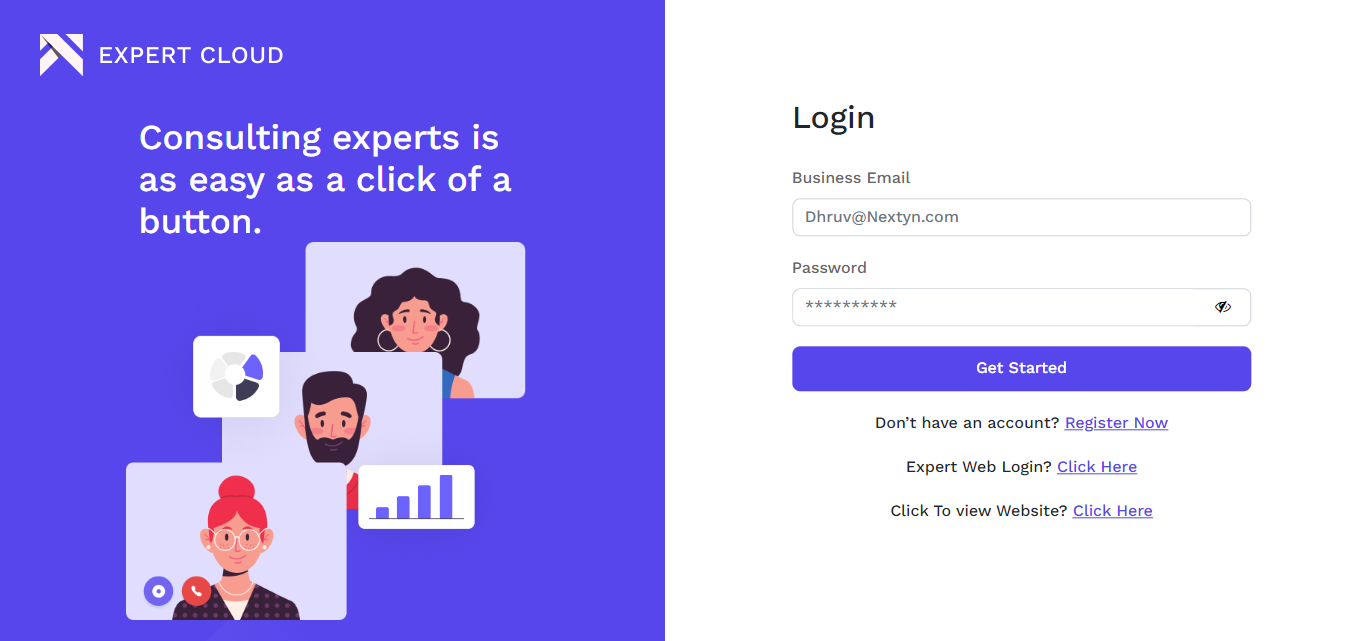 EXPERT CLOUD
Consulting experts is
as easy as a click of a
button.
Login
Business Email
Dhruv@Nextyn.com
Password
**********
Get Started
Don’t have an account? Register Now
Expert Web Login? Click Here
Click To view Website? Click Here